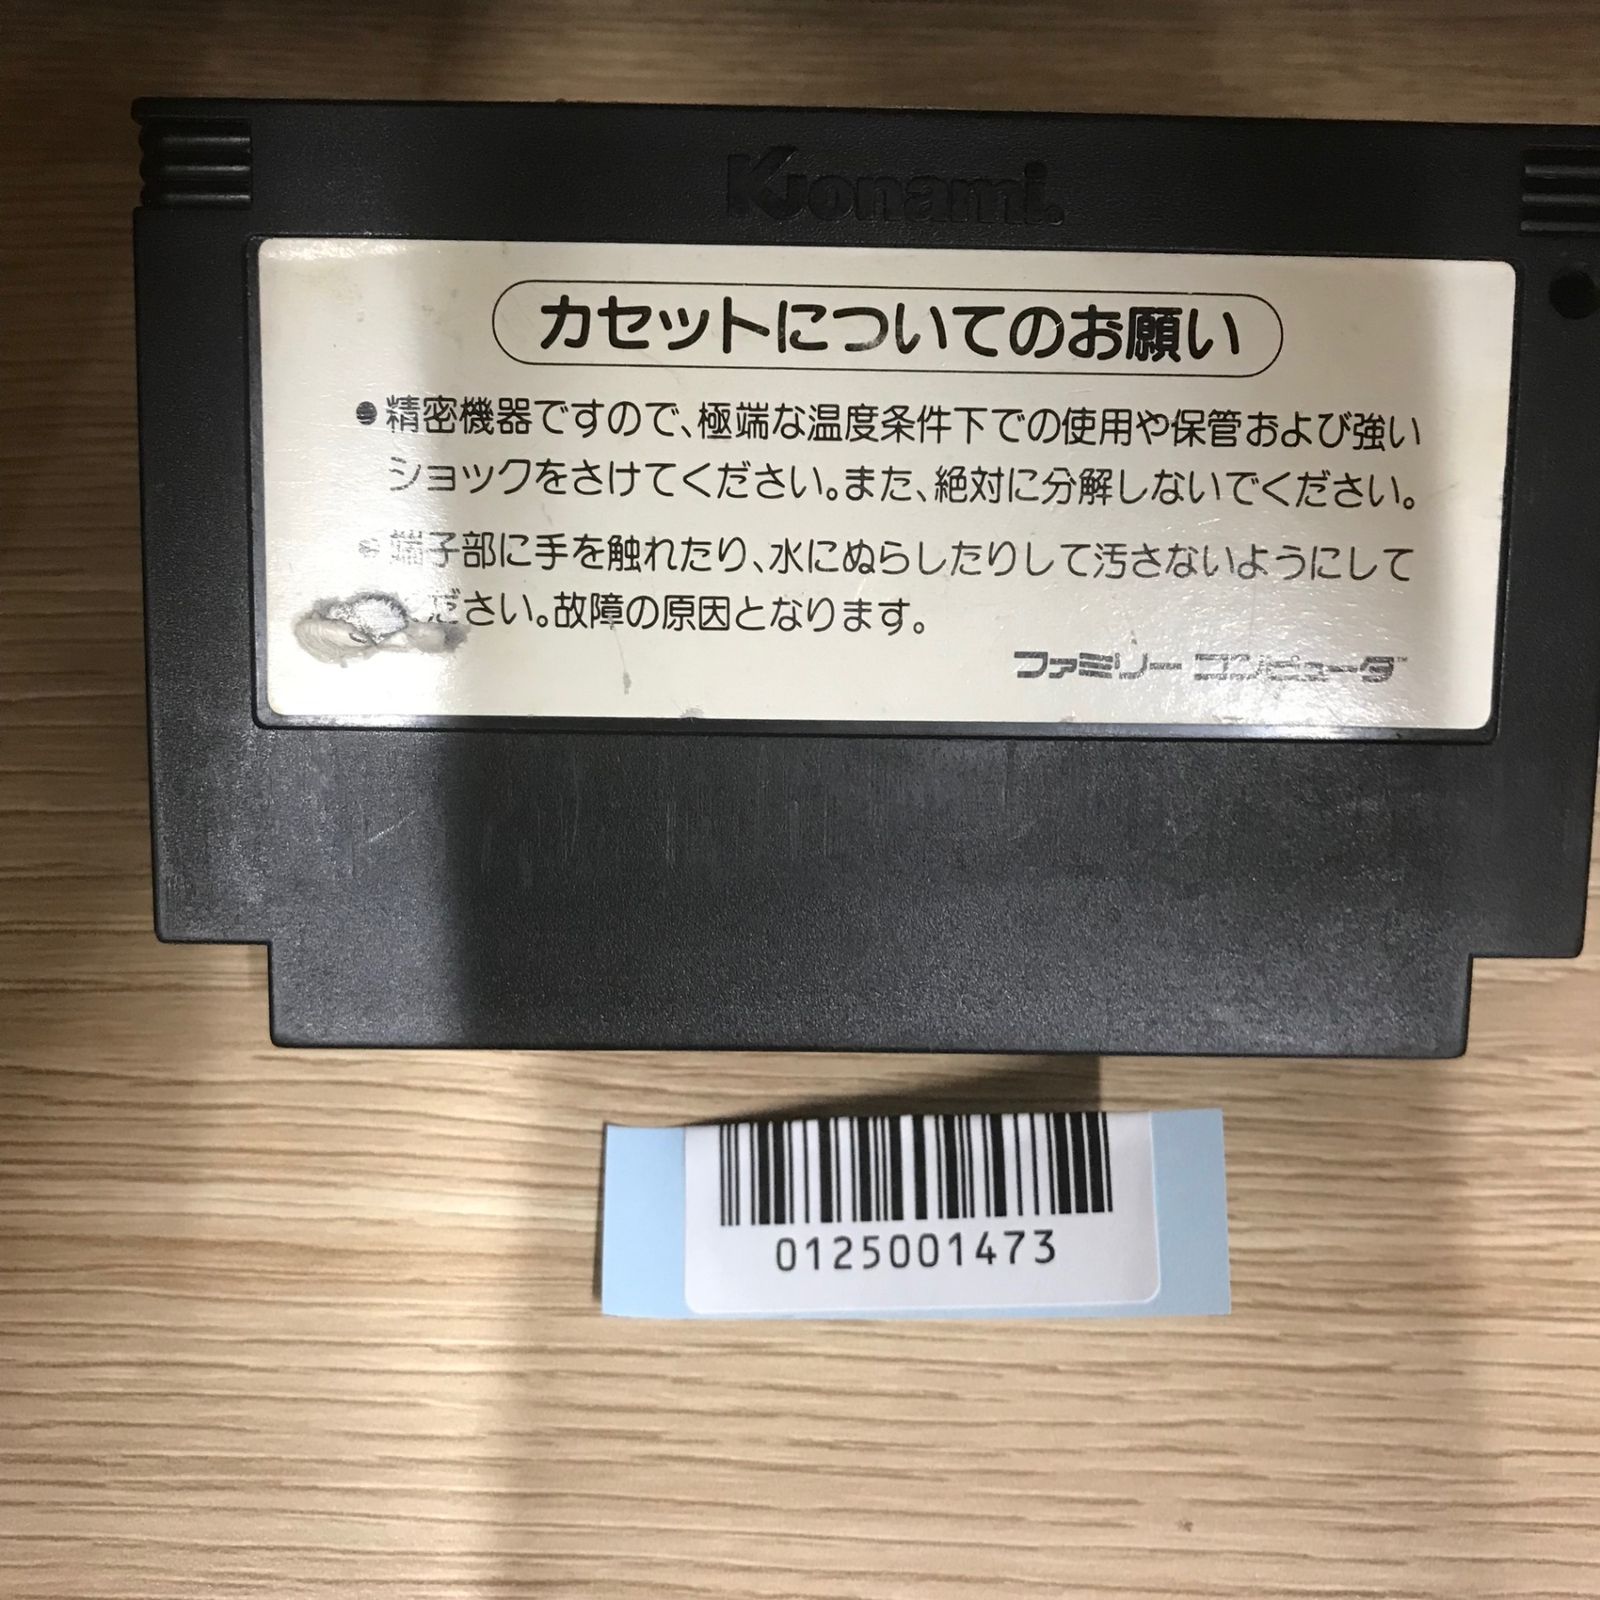 Konami.
カセットについてのお願い
●精密機器ですので、極端な温度条件下での使用や保管および強い
ショックをさけてください。また、絶対に分解しないでください。
●端子部に手を触れたり、水にぬらしたりして汚さないようにして
ださい。故障の原因となります。
ファミリーコンピュータ™
0125001473